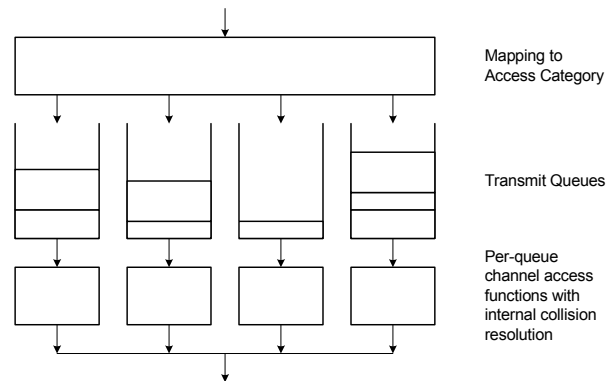 Mapping to
Access Category
Transmit Queues
Per-queue
channel access
functions with
internal collision
resolution